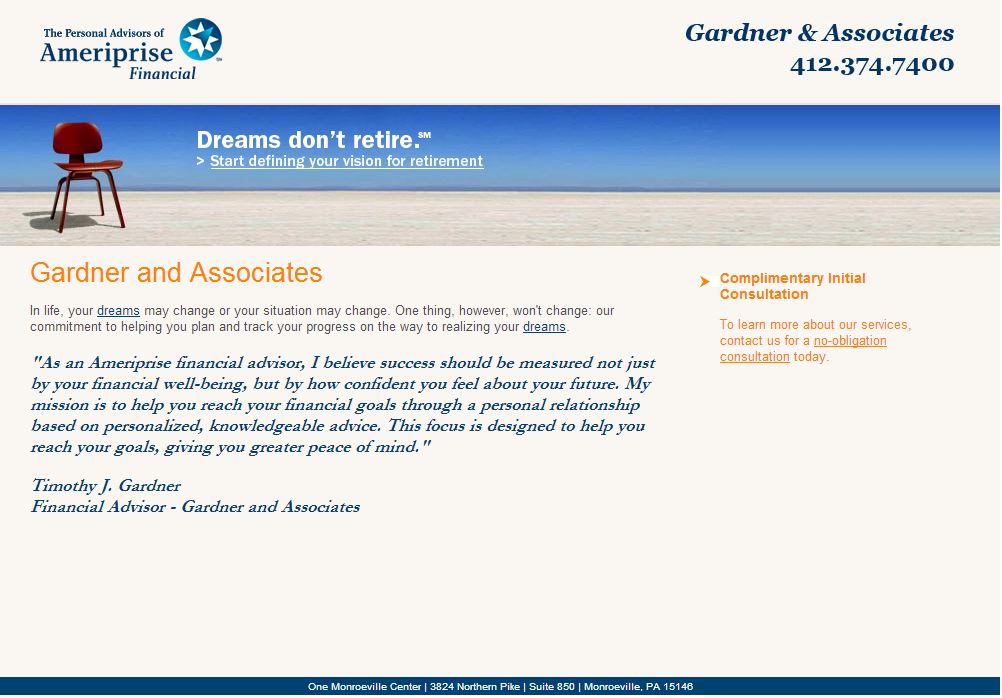 The Personal Advisors of
Ameriprise
Financial
SM
Gardner & Associates
412.374.7400
Dreams don't retire.℠
> Start defining your vision for retirement
Gardner and Associates
In life, your dreams may change or your situation may change. One thing, however, won't change: our
commitment to helping you plan and track your progress on the way to realizing your dreams.
"As an Ameriprise financial advisor, I believe success should be measured not just
by your financial well-being, but by how confident you feel about your future. My
mission is to help you reach your financial goals through a personal relationship
based on personalized, knowledgeable advice. This focus is designed to help you
reach your goals, giving you greater peace of mind."
Timothy J. Gardner
Financial Advisor - Gardner and Associates
Complimentary Initial
Consultation
To learn more about our services,
contact us for a no-obligation
consultation today.
One Monroeville Center | 3824 Northern Pike | Suite 850 | Monroeville, PA 15146